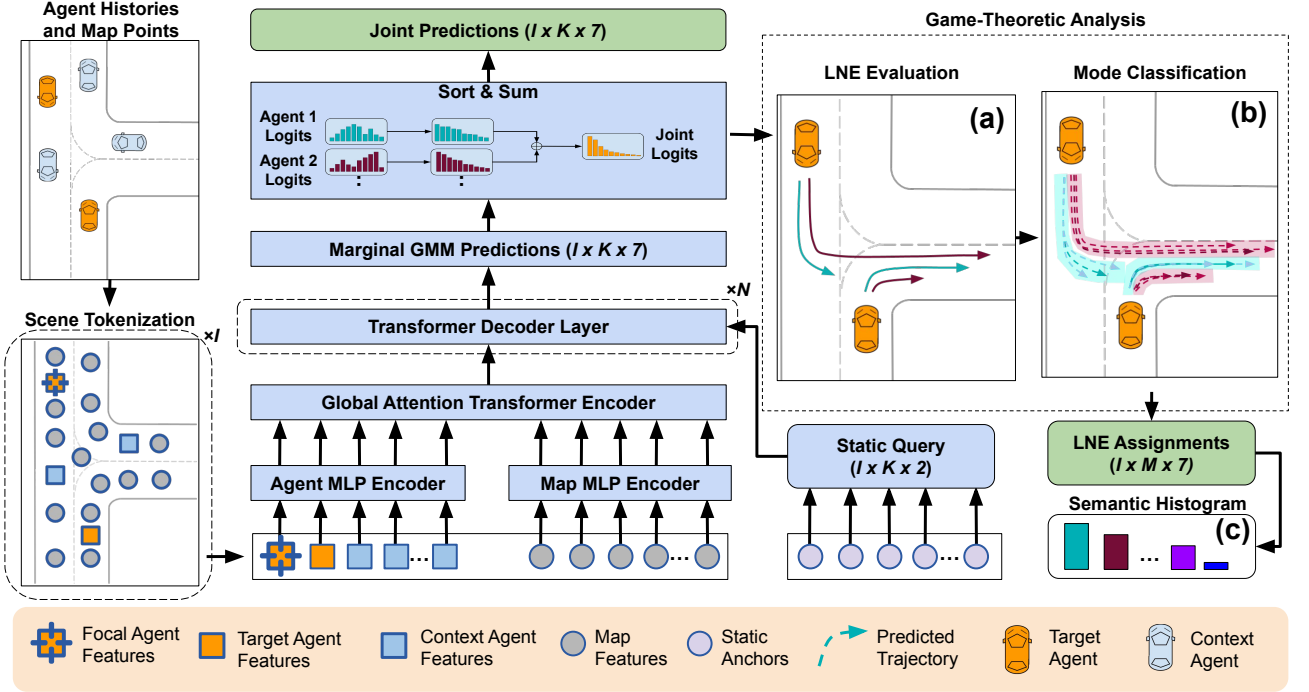 Agent Histories
and Map Points
Scene Tokenization
×I
Joint Predictions (I x K x 7)
Sort & Sum
Agent 1
Logits
Agent 2
Logits
Joint
Logits
Marginal GMM Predictions (I x K x 7)
×N
Transformer Decoder Layer
Global Attention Transformer Encoder
Agent MLP Encoder
Map MLP Encoder
Static Query
(I x K x 2)
Game-Theoretic Analysis
LNE Evaluation
(a)
Mode Classification
(b)
LNE Assignments
(I x M x 7)
Semantic Histogram
(c)
Focal Agent
Features
Target Agent
Features
Context Agent
Features
Map
Features
Static
Anchors
Predicted
Trajectory
Target
Agent
Context
Agent